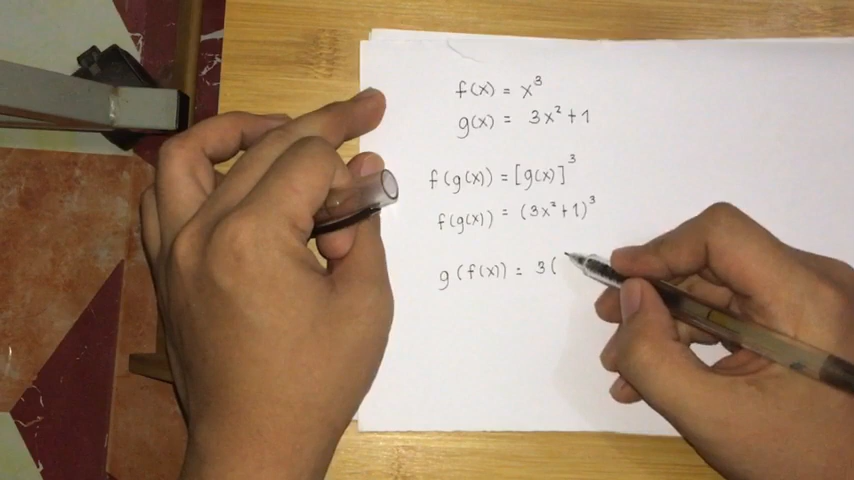 f(x) = x³
g(x) = 3x² + 1
f(g(x)) = [g(x)]³
f(g(x)) = (3x² + 1)³
g(f(x)) = 3(